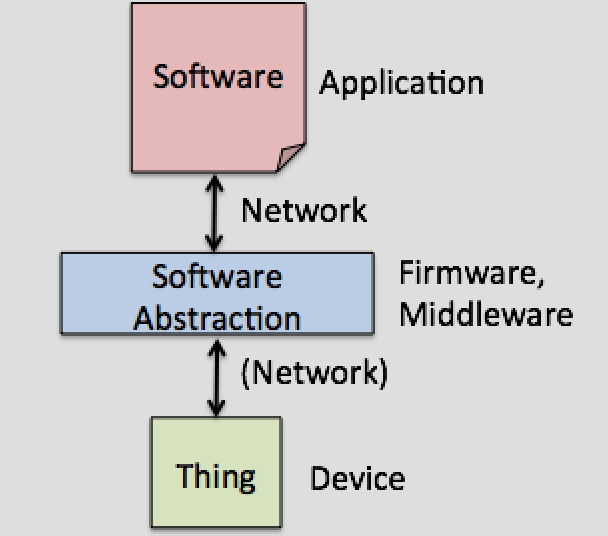 Software
Application
Network
Software
Abstraction
Firmware,
Middleware
(Network)
Thing
Device